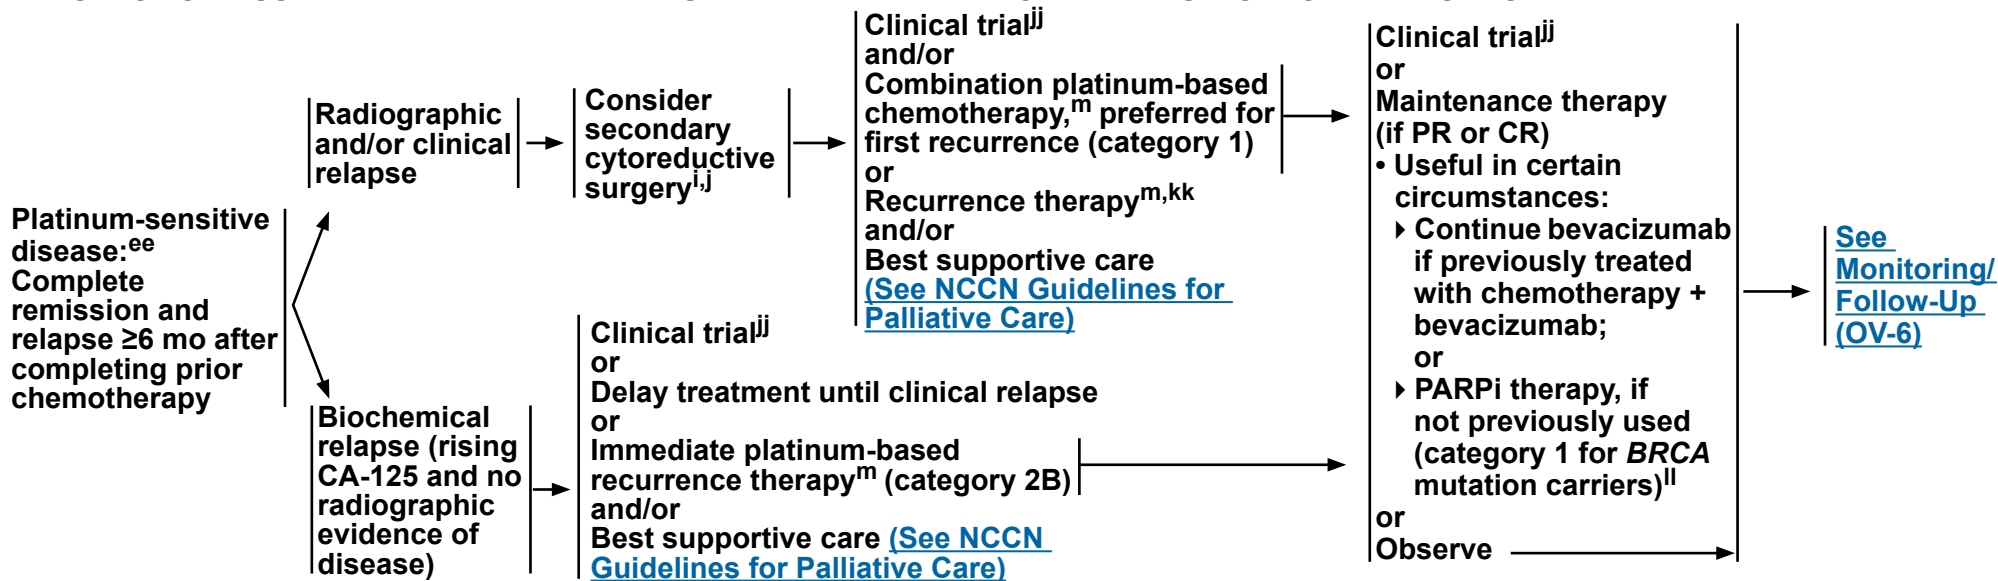 Platinum-sensitive
disease:ee
Complete
remission and
relapse ≥6 mo after
completing prior
chemotherapy
Radiographic
and/or clinical
relapse
Consider
secondary
cytoreductive
surgeryi,j
Clinical trialjj
and/or
Combination platinum-based
chemotherapy,m preferred for
first recurrence (category 1)
or
Recurrence therapym,kk
and/or
Best supportive care
(See NCCN Guidelines for
Palliative Care)
Biochemical
relapse (rising
CA-125 and no
radiographic
evidence of
disease)
Clinical trialjj
or
Delay treatment until clinical relapse
or
Immediate platinum-based
recurrence therapym (category 2B)
and/or
Best supportive care (See NCCN
Guidelines for Palliative Care)
Clinical trialjj
or
Maintenance therapy
(if PR or CR)
• Useful in certain
circumstances:
Continue bevacizumab
if previously treated
with chemotherapy +
bevacizumab;
or
PARPi therapy, if
not previously used
(category 1 for BRCA
mutation carriers)ll
or
Observe
See
Monitoring/
Follow-Up
(OV-6)